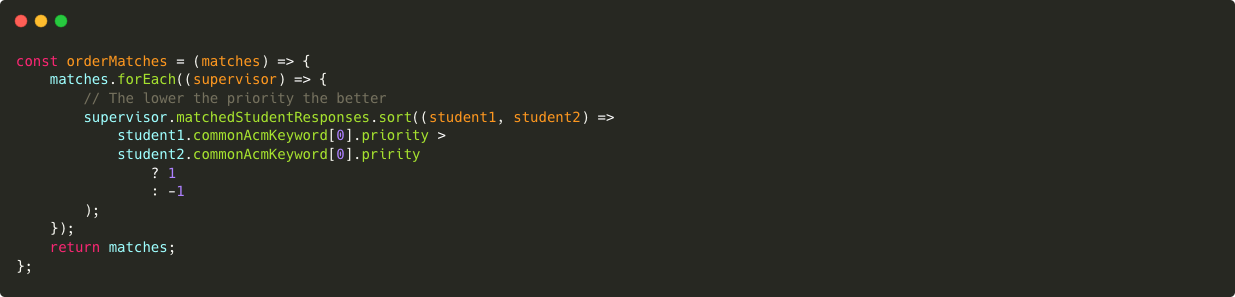 const orderMatches = (matches) => {
    matches.forEach((supervisor) => {
        // The lower the priority the better
        supervisor.matchedStudentResponses.sort((student1, student2) =>
            student1.commonAcmKeyword[0].priority >
            student2.commonAcmKeyword[0].pririty
                ? 1
                : -1
        );
    });
    return matches;
};